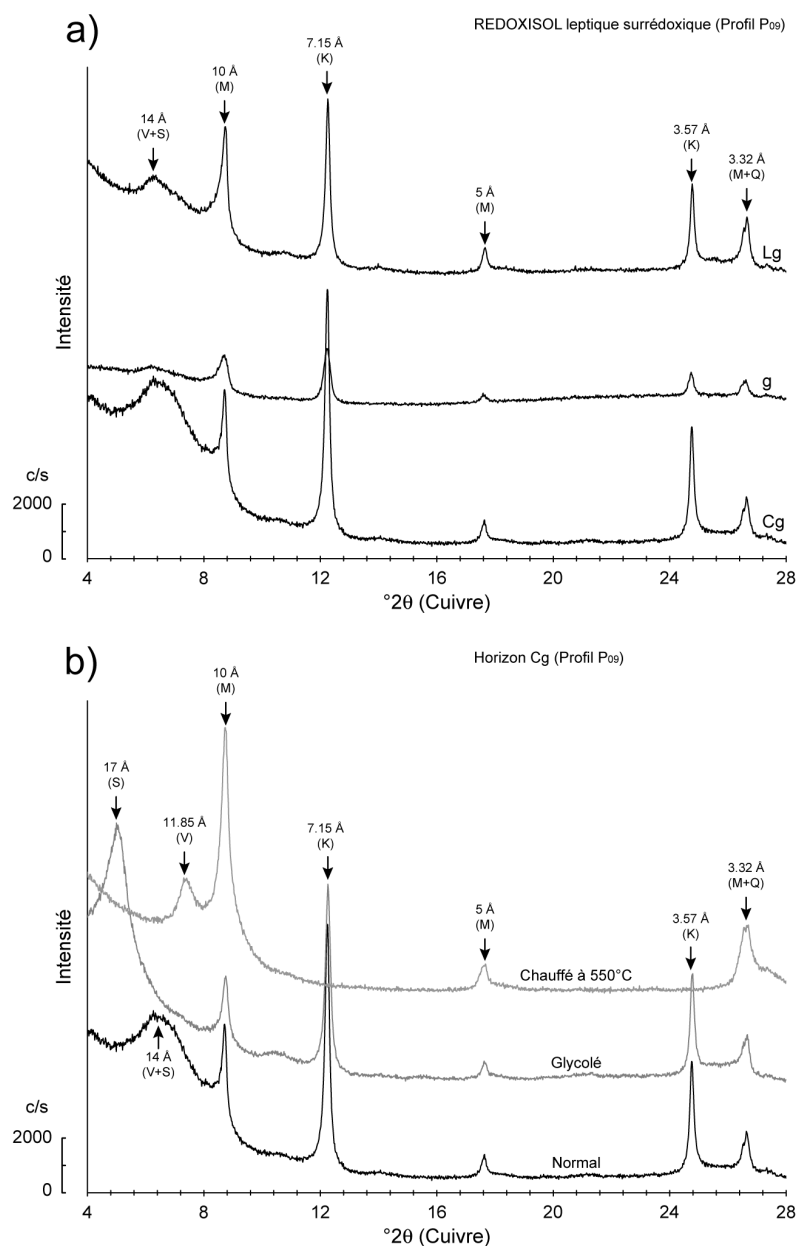 a)
REDOXISOL leptique surrédoxique (Profil P09)
7.15 Å
(K)
10 Å
(M)
14 Å
(V+S)
3.57 Å
(K)
3.32 Å
(M+Q)
5 Å
(M)
Lg
g
Cg
Intensité
c/s
2000
0
4 8 12 16 20 24 28
°2θ (Cuivre)
b)
Horizon Cg (Profil P09)
10 Å
(M)
17 Å
(S)
11.85 Å
(V)
7.15 Å
(K)
3.32 Å
(M+Q)
5 Å
(M)
3.57 Å
(K)
Chauffé à 550°C
14 Å
(V+S)
Glycolé
Normal
Intensité
c/s
2000
0
4 8 12 16 20 24 28
°2θ (Cuivre)